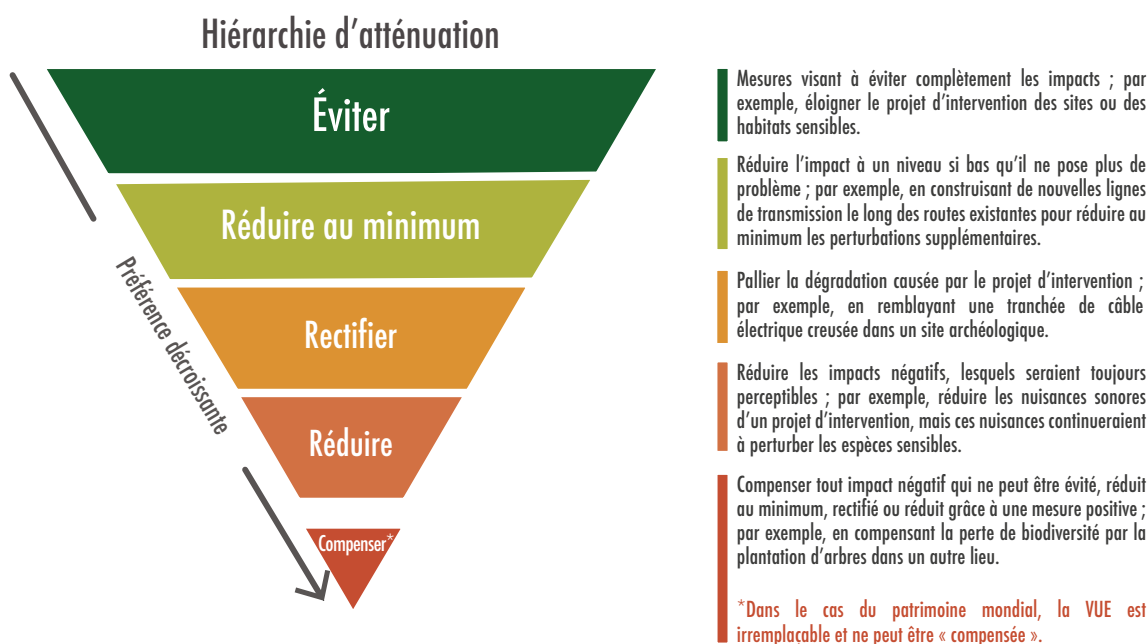 Hiérarchie d’atténuation
Éviter
Réduire au minimum
Rectifier
Réduire
Compenser*
Préférence décroissante
Mesures visant à éviter complètement les impacts ; par
exemple, éloigner le projet d’intervention des sites ou des
habitats sensibles.
Réduire l’impact à un niveau si bas qu’il ne pose plus de
problème ; par exemple, en construisant de nouvelles lignes
de transmission le long des routes existantes pour réduire au
minimum les perturbations supplémentaires.
Pallier la dégradation causée par le projet d’intervention ;
par exemple, en remblayant une tranchée de câble
électrique creusée dans un site archéologique.
Réduire les impacts négatifs, lesquels seraient toujours
perceptibles ; par exemple, réduire les nuisances sonores
d’un projet d’intervention, mais ces nuisances continueraient
à perturber les espèces sensibles.
Compenser tout impact négatif qui ne peut être évité, réduit
au minimum, rectifié ou réduit grâce à une mesure positive ;
par exemple, en compensant la perte de biodiversité par la
plantation d’arbres dans un autre lieu.
*Dans le cas du patrimoine mondial, la VUE est
irremplaçable et ne peut être « compensée ».